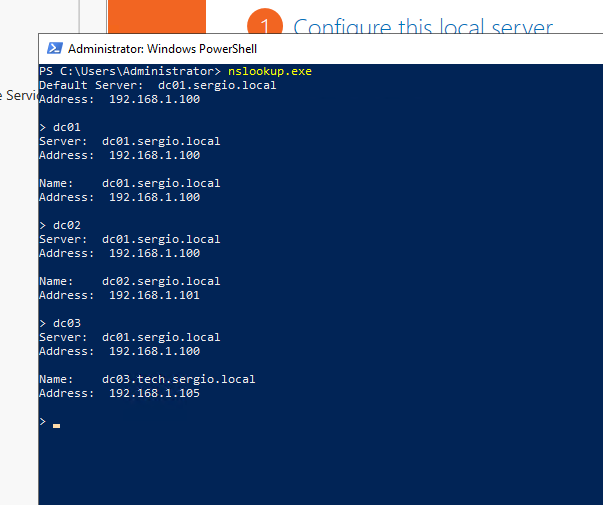 1 Configure this local server
Administrator: Windows PowerShell
PS C:\Users\Administrator> nslookup.exe
Default Server:  dc01.sergio.local
Address:  192.168.1.100
> dc01
Server:  dc01.sergio.local
Address:  192.168.1.100
Name:    dc01.sergio.local
Address:  192.168.1.100
> dc02
Server:  dc01.sergio.local
Address:  192.168.1.100
Name:    dc02.sergio.local
Address:  192.168.1.101
> dc03
Server:  dc01.sergio.local
Address:  192.168.1.100
Name:    dc03.tech.sergio.local
Address:  192.168.1.105
>